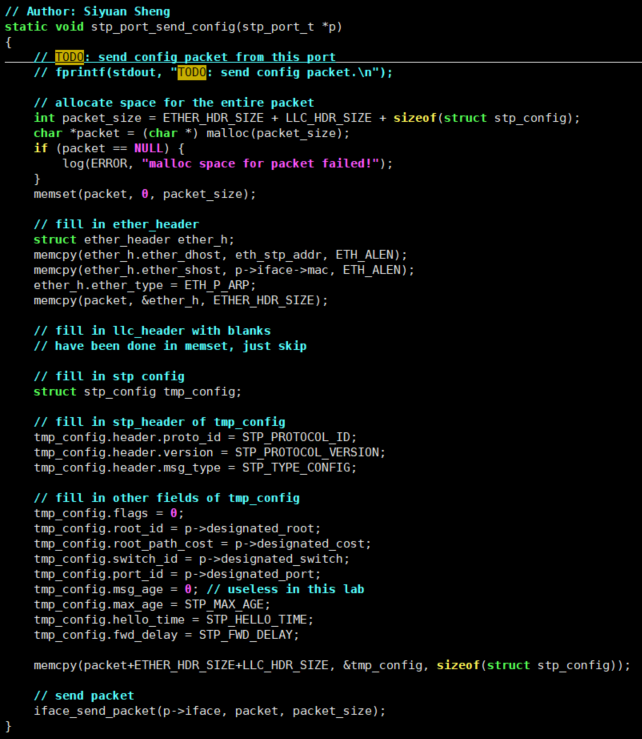 // Author: Siyuan Sheng
static void stp_port_send_config(stp_port_t *p)
{
    // TODO: send config packet from this port
    // fprintf(stdout, "TODO: send config packet.\n");

    // allocate space for the entire packet
    int packet_size = ETHER_HDR_SIZE + LLC_HDR_SIZE + sizeof(struct stp_config);
    char *packet = (char *) malloc(packet_size);
    if (packet == NULL) {
        log(ERROR, "malloc space for packet failed!");
    }
    memset(packet, 0, packet_size);

    // fill in ether_header
    struct ether_header ether_h;
    memcpy(ether_h.ether_dhost, eth_stp_addr, ETH_ALEN);
    memcpy(ether_h.ether_shost, p->iface->mac, ETH_ALEN);
    ether_h.ether_type = ETH_P_ARP;
    memcpy(packet, &ether_h, ETHER_HDR_SIZE);

    // fill in llc_header with blanks
    // have been done in memset, just skip

    // fill in stp config
    struct stp_config tmp_config;

    // fill in stp_header of tmp_config
    tmp_config.header.proto_id = STP_PROTOCOL_ID;
    tmp_config.header.version = STP_PROTOCOL_VERSION;
    tmp_config.header.msg_type = STP_TYPE_CONFIG;

    // fill in other fields of tmp_config
    tmp_config.flags = 0;
    tmp_config.root_id = p->designated_root;
    tmp_config.root_path_cost = p->designated_cost;
    tmp_config.switch_id = p->designated_switch;
    tmp_config.port_id = p->designated_port;
    tmp_config.msg_age = 0; // useless in this lab
    tmp_config.max_age = STP_MAX_AGE;
    tmp_config.hello_time = STP_HELLO_TIME;
    tmp_config.fwd_delay = STP_FWD_DELAY;

    memcpy(packet+ETHER_HDR_SIZE+LLC_HDR_SIZE, &tmp_config, sizeof(struct stp_config));

    // send packet
    iface_send_packet(p->iface, packet, packet_size);
}